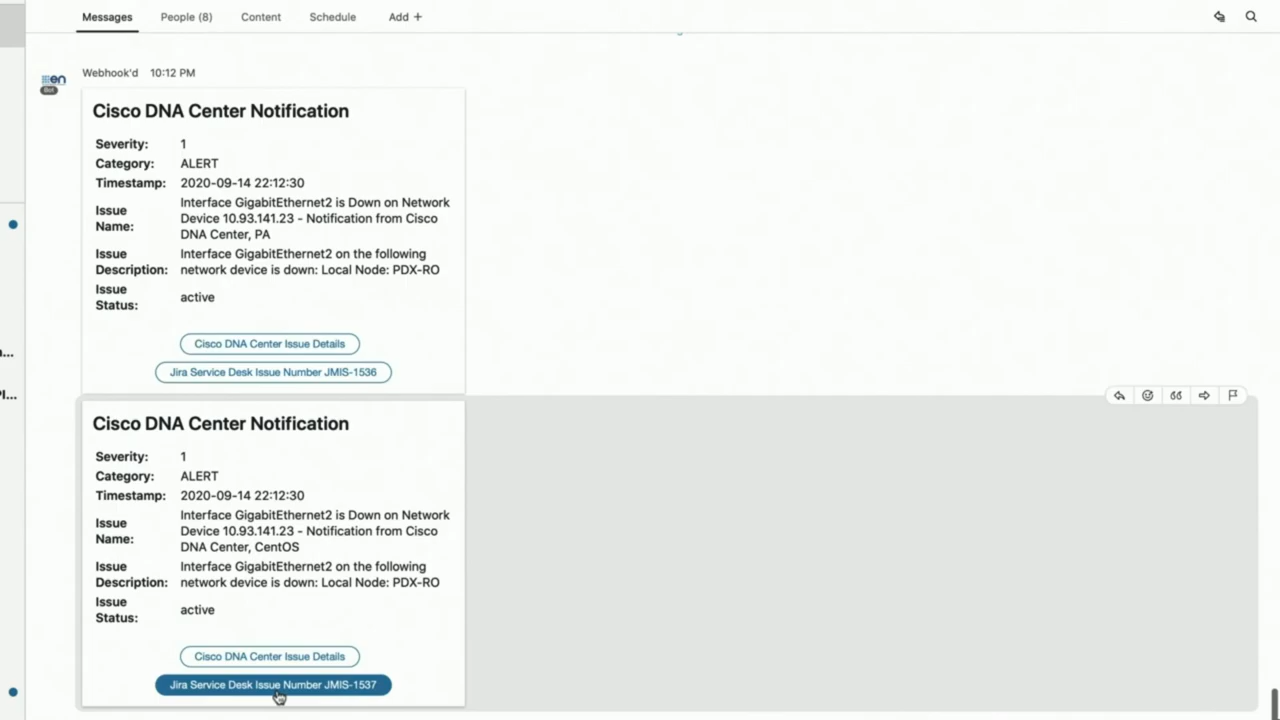 Messages People (8) Content Schedule Add +
en
Bot
Webhook'd 10:12 PM
Cisco DNA Center Notification
Severity: 1
Category: ALERT
Timestamp: 2020-09-14 22:12:30
Issue Name: Interface GigabitEthernet2 is Down on Network
Device 10.93.141.23 - Notification from Cisco
DNA Center, PA
Issue Description: Interface GigabitEthernet2 on the following
network device is down: Local Node: PDX-RO
Issue Status: active
Cisco DNA Center Issue Details
Jira Service Desk Issue Number JMIS-1536
Cisco DNA Center Notification
Severity: 1
Category: ALERT
Timestamp: 2020-09-14 22:12:30
Issue Name: Interface GigabitEthernet2 is Down on Network
Device 10.93.141.23 - Notification from Cisco
DNA Center, CentOS
Issue Description: Interface GigabitEthernet2 on the following
network device is down: Local Node: PDX-RO
Issue Status: active
Cisco DNA Center Issue Details
Jira Service Desk Issue Number JMIS-1537